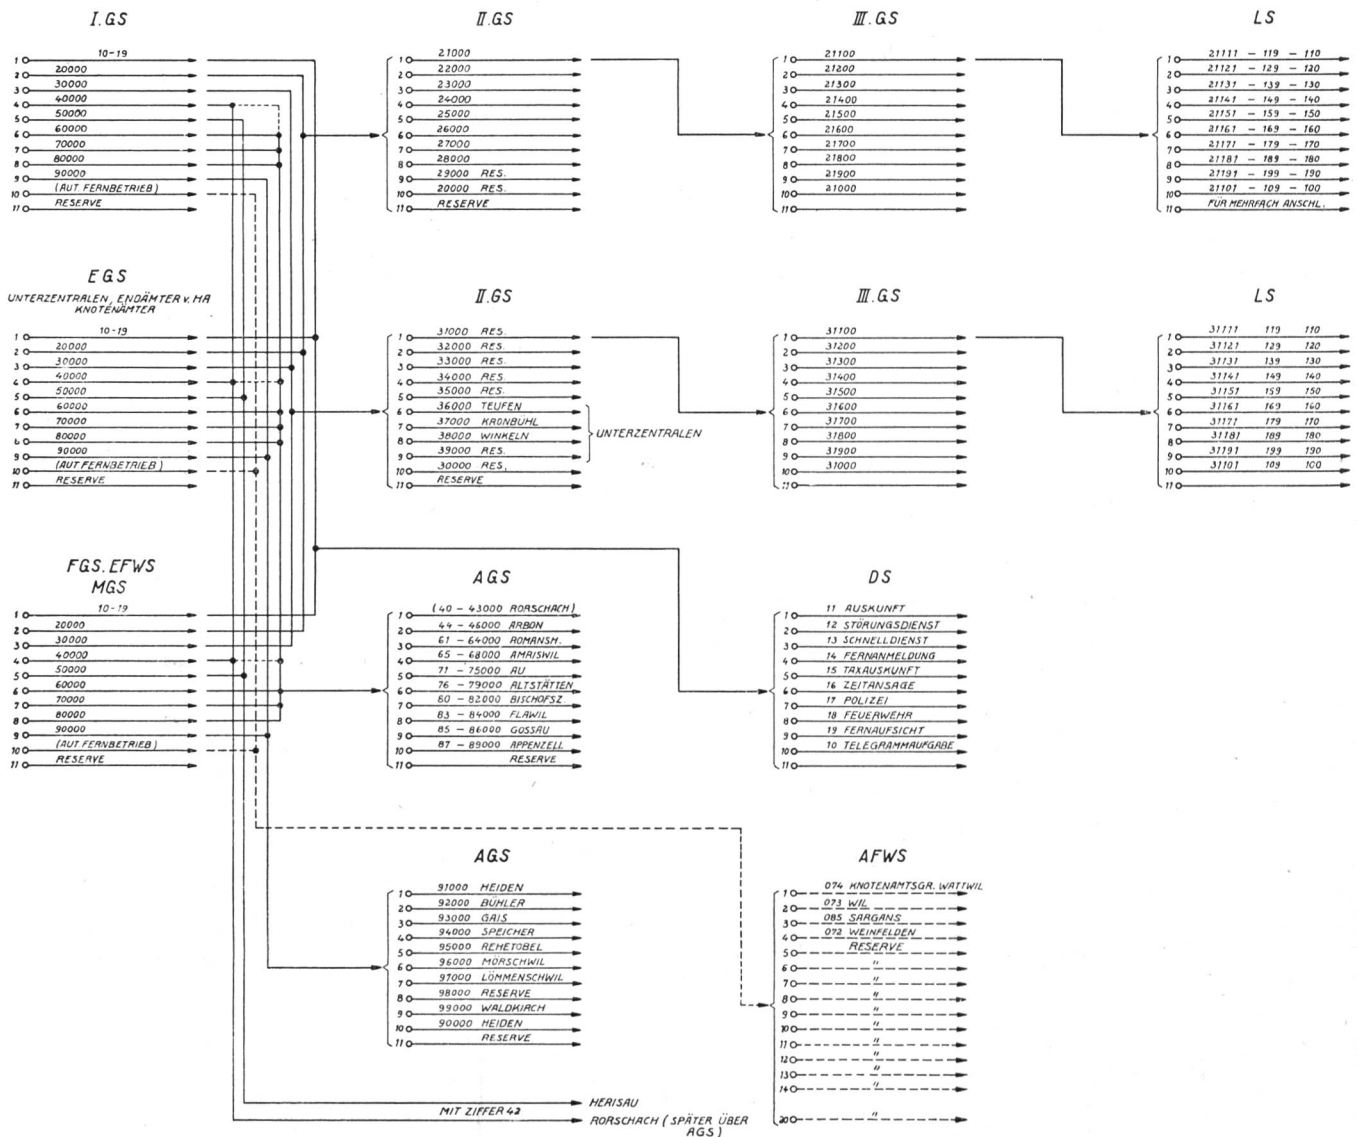 I.GS
1 10-19
2 20000
3 30000
4 40000
5 50000
6 60000
7 70000
8 80000
9 90000
10 (AUT. FERNBETRIEB)
11 RESERVE
II.GS
1 21000
2 22000
3 23000
4 24000
5 25000
6 26000
7 27000
8 28000
9 29000 RES.
10 20000 RES.
11 RESERVE
III.GS
1 21100
2 21200
3 21300
4 21400
5 21500
6 21600
7 21700
8 21800
9 21900
10 21000
11
LS
1 21111 – 119 – 110
2 21121 – 129 – 120
3 21131 – 139 – 130
4 21141 – 149 – 140
5 21151 – 159 – 150
6 21161 – 169 – 160
7 21171 – 179 – 170
8 21181 – 189 – 180
9 21191 – 199 – 190
10 21101 – 109 – 100
11 FÜR MEHRFACH ANSCHL.
EGS
UNTERZENTRALEN, ENDÄMTER V. HA
KNOTENÄMTER
1 10-19
2 20000
3 30000
4 40000
5 50000
6 60000
7 70000
80000
9 90000
10 (AUT. FERNBETRIEB)
11 RESERVE
II.GS
1 31000 RES.
2 32000 RES.
3 33000 RES.
4 34000 RES.
5 35000 RES.
6 36000 TEUFEN
7 37000 KRONBÜHL
8 38000 WINKELN
9 39000 RES.
10 30000 RES.
11 RESERVE
UNTERZENTRALEN
III.GS
1 31100
2 31200
3 31300
4 31400
5 31500
6 31600
7 31700
8 31800
9 31900
10 31000
11
LS
1 31111 119 110
2 31121 129 120
3 31131 139 130
4 31141 149 140
5 31151 159 150
6 31161 169 160
7 31171 179 170
8 31181 189 180
9 31191 199 190
10 31101 109 100
11
FGS. EFWS
MGS
1 10-19
2 20000
3 30000
4 40000
5 50000
6 60000
7 70000
8 80000
9 90000
10 (AUT. FERNBETRIEB)
11 RESERVE
AGS
1 (40 – 43000 RORSCHACH)
2 44 – 46000 ARBON
3 61 – 64000 ROMANSH.
4 65 – 68000 AMRISWIL
5 71 – 75000 AU
6 76 – 79000 ALTSTÄTTEN
7 80 – 82000 BISCHOFSZ.
8 83 – 84000 FLAWIL
9 85 – 86000 GOSSAU
10 87 – 89000 APPENZELL
11 RESERVE
DS
1 11 AUSKUNFT
2 12 STÖRUNGSDIENST
3 13 SCHNELLDIENST
4 14 FERNANMELDUNG
5 15 TAXAUSKUNFT
6 16 ZEITANSAGE
7 17 POLIZEI
8 18 FEUERWEHR
9 19 FERNAUFSICHT
10 10 TELEGRAMMAUFGABE
11
AGS
1 91000 HEIDEN
2 92000 BÜHLER
3 93000 GAIS
4 94000 SPEICHER
5 95000 REHETOBEL
6 96000 MÖRSCHWIL
7 97000 LÖMMENSCHWIL
8 98000 RESERVE
9 99000 WALDKIRCH
10 90000 HEIDEN
11 RESERVE
AFWS
1 074 KNOTENAMTSGR. WATTWIL
2 073 WIL
3 085 SARGANS
4 072 WEINFELDEN
5 RESERVE
6 "
7 "
8 "
9 "
10 "
11 "
12 "
13 "
14 "
20 "
HERISAU
MIT ZIFFER 42
RORSCHACH (SPÄTER ÜBER
AGS)